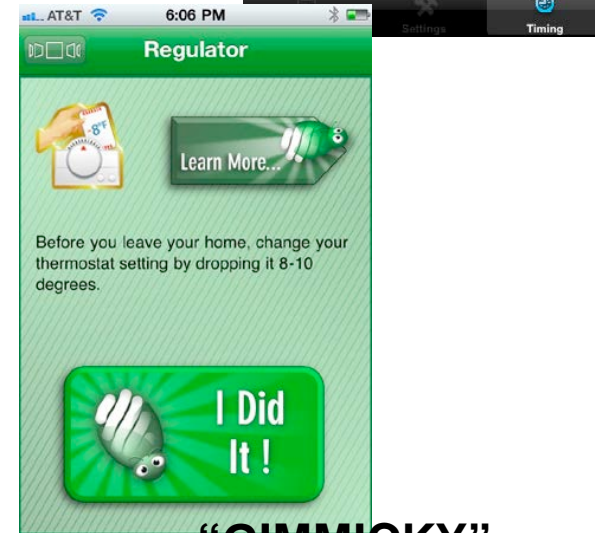 AT&T 6:06 PM
Settings Timing
Regulator
-8°F
Learn More...
Before you leave your home, change your
thermostat setting by dropping it 8-10
degrees.
I Did
It !
“GIMMICKY”